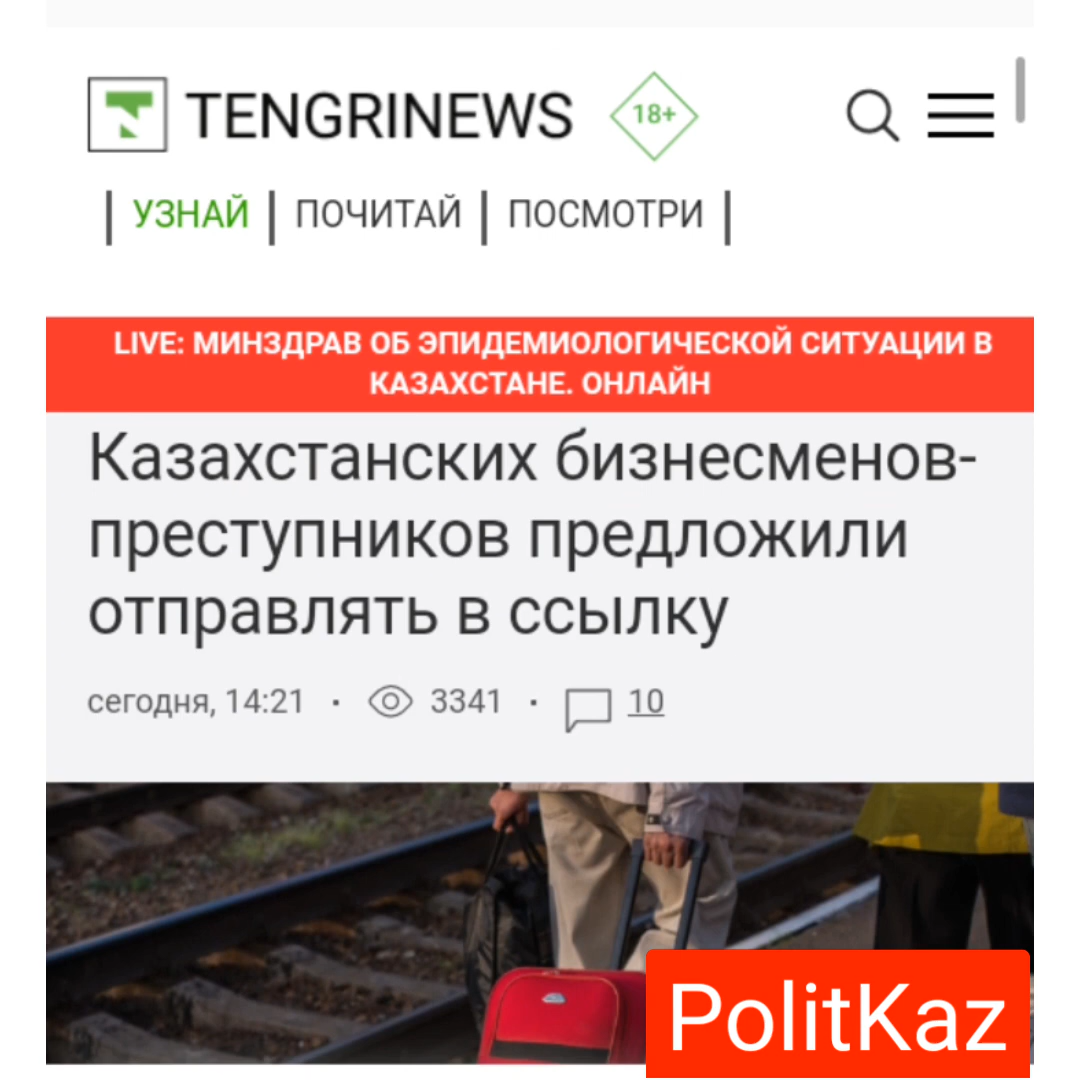 TENGRINEWS 18+
| УЗНАЙ | ПОЧИТАЙ | ПОСМОТРИ |
LIVE: МИНЗДРАВ ОБ ЭПИДЕМИОЛОГИЧЕСКОЙ СИТУАЦИИ В
КАЗАХСТАНЕ. ОНЛАЙН
Казахстанских бизнесменов-
преступников предложили
отправлять в ссылку
сегодня, 14:21 · 3341 · 10
PolitKaz